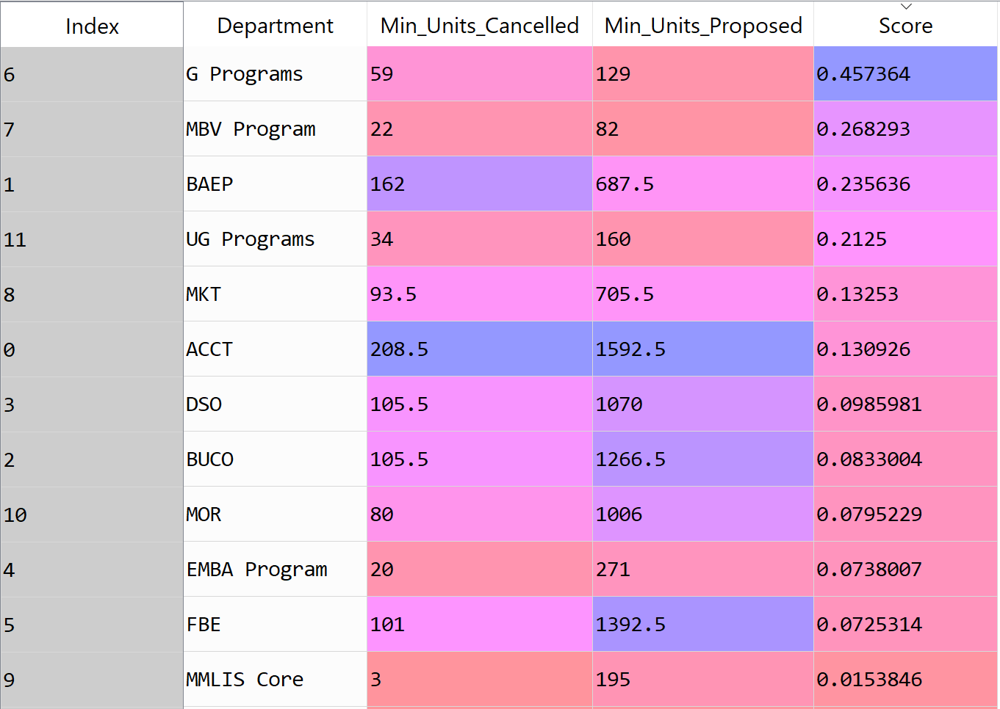 Index Department Min_Units_Cancelled Min_Units_Proposed Score
6 G Programs 59 129 0.457364
7 MBV Program 22 82 0.268293
1 BAEP 162 687.5 0.235636
11 UG Programs 34 160 0.2125
8 MKT 93.5 705.5 0.13253
0 ACCT 208.5 1592.5 0.130926
3 DSO 105.5 1070 0.0985981
2 BUCO 105.5 1266.5 0.0833004
10 MOR 80 1006 0.0795229
4 EMBA Program 20 271 0.0738007
5 FBE 101 1392.5 0.0725314
9 MMLIS Core 3 195 0.0153846